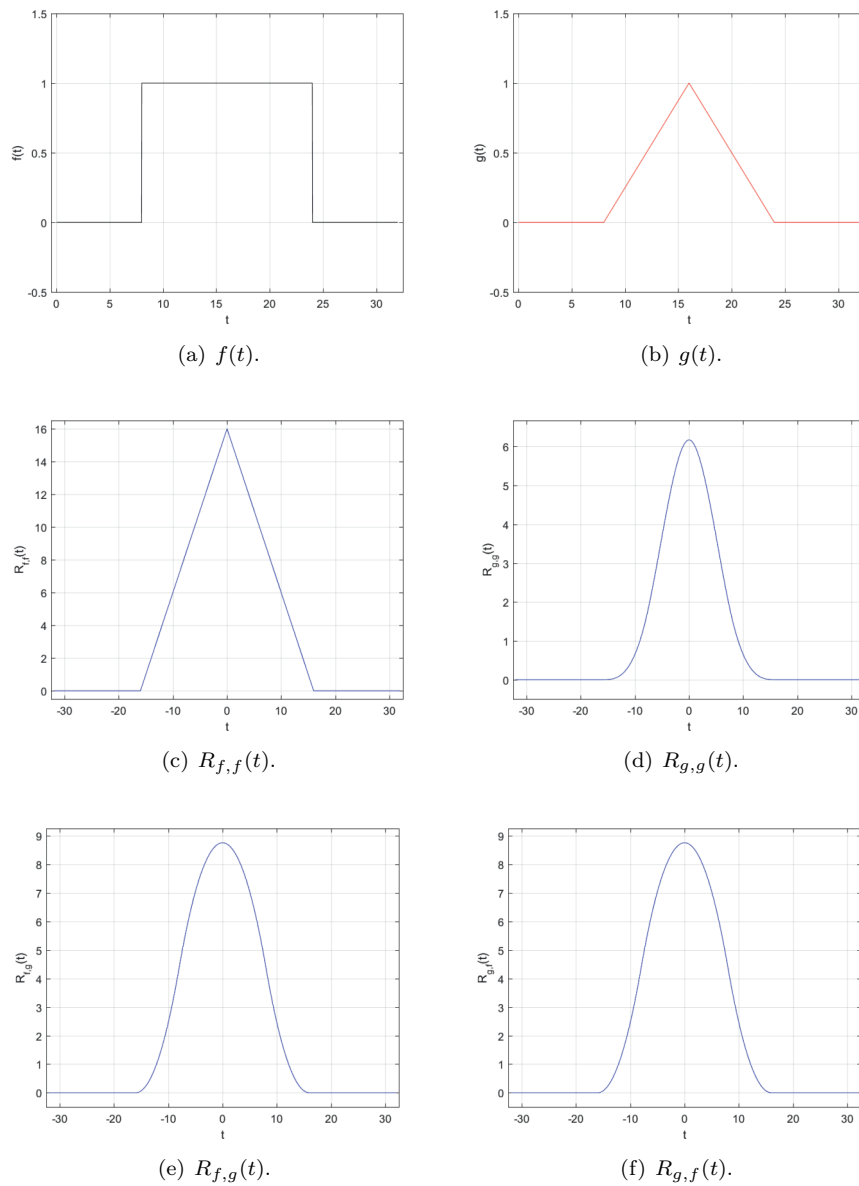 1.5
1
0.5
0
-0.5
f(t)
0 5 10 15 20 25 30
t
(a) f(t).
1.5
1
0.5
0
-0.5
g(t)
0 5 10 15 20 25 30
t
(b) g(t).
16
14
12
10
8
6
4
2
0
R_{f,f}(t)
-30 -20 -10 0 10 20 30
t
(c) R_{f,f}(t).
6
5
4
3
2
1
0
R_{g,g}(t)
-30 -20 -10 0 10 20 30
t
(d) R_{g,g}(t).
9
8
7
6
5
4
3
2
1
0
R_{f,g}(t)
-30 -20 -10 0 10 20 30
t
(e) R_{f,g}(t).
9
8
7
6
5
4
3
2
1
0
R_{g,f}(t)
-30 -20 -10 0 10 20 30
t
(f) R_{g,f}(t).